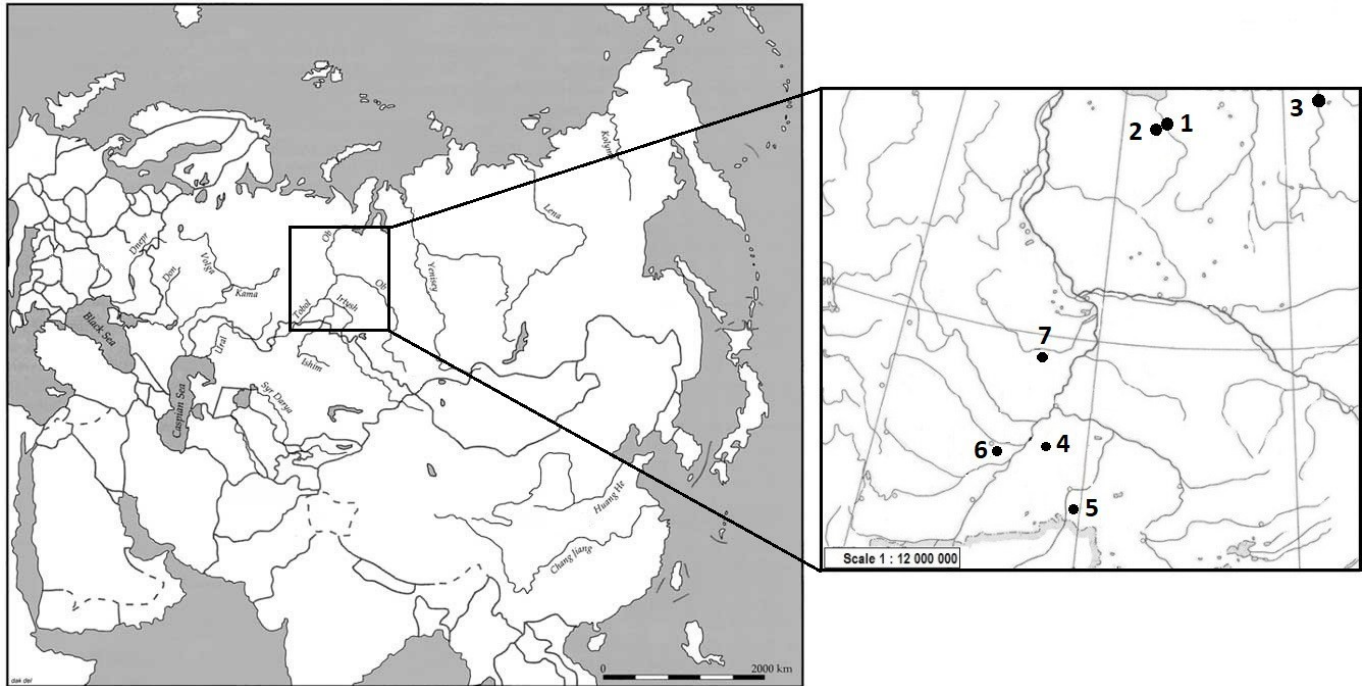 Kolyma
Lena
Ob
Ob
Yenisey
Dnepr
Don
Volga
Kama
Tobol
Irtysh
Ural
Ishim
Black Sea
Caspian Sea
Syr Darya
Huang He
Chang Jiang
0 2000 km
dak del
1
2
3
60
7
6
4
5
Scale 1 : 12 000 000